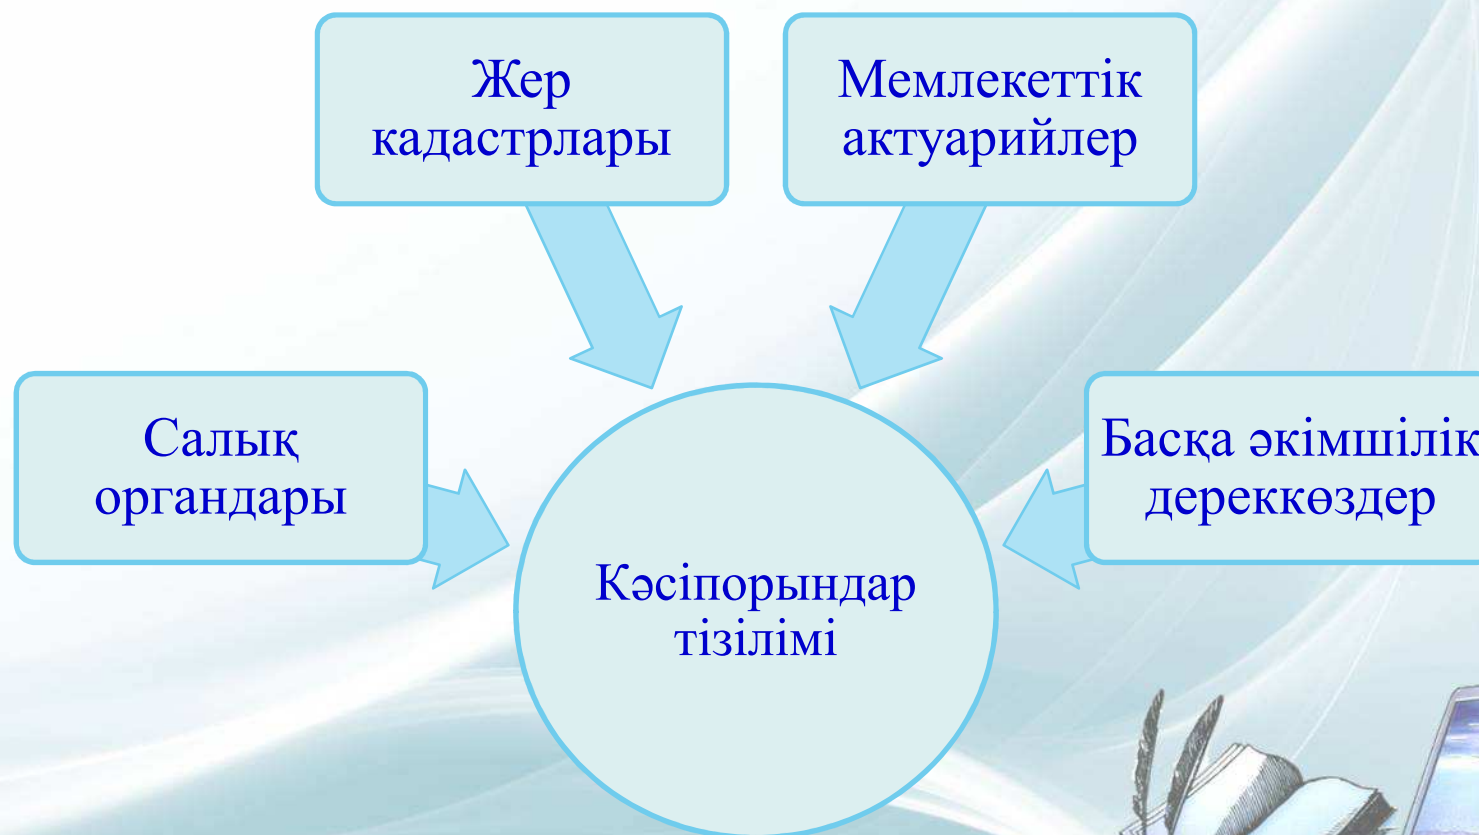 Жер
кадастрлары
Мемлекеттік
актуарийлер
Салық
органдары
Басқа әкімшілік
дереккөздер
Кәсіпорындар
тізілімі